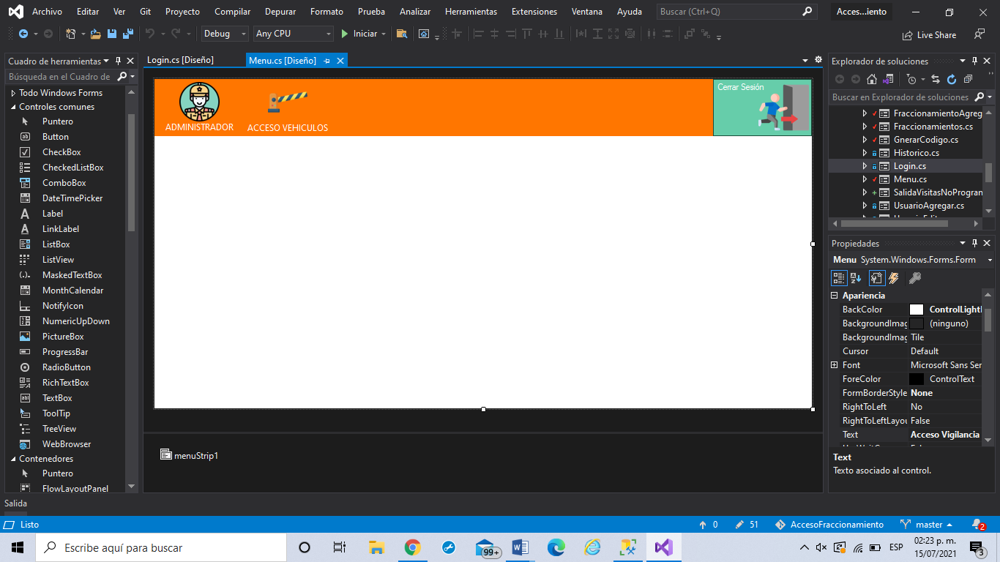 Archivo Editar Ver Git Proyecto Compilar Depurar Formato Prueba Analizar Herramientas Extensiones Ventana Ayuda Buscar (Ctrl+Q) Acces...iento
Debug Any CPU Iniciar Live Share
Cuadro de herramientas
Búsqueda en el Cuadro de
Todo Windows Forms
Controles comunes
Puntero
Button
CheckBox
CheckedListBox
ComboBox
DateTimePicker
Label
LinkLabel
ListBox
ListView
MaskedTextBox
MonthCalendar
NotifyIcon
NumericUpDown
PictureBox
ProgressBar
RadioButton
RichTextBox
TextBox
ToolTip
TreeView
WebBrowser
Contenedores
Puntero
FlowLayoutPanel
Login.cs [Diseño] Menu.cs [Diseño]
ADMINISTRADOR
ACCESO VEHICULOS
Cerrar Sesión
menuStrip1
Explorador de soluciones
Buscar en Explorador de soluciones
FraccionamientoAgreg
Fraccionamientos.cs
GnerarCodigo.cs
Historico.cs
Login.cs
Menu.cs
SalidaVisitasNoProgran
UsuarioAgregar.cs
Propiedades
Menu System.Windows.Forms.Form
Apariencia
BackColor ControlLightl
BackgroundImag (ninguno)
BackgroundImag Tile
Cursor Default
Font Microsoft Sans Ser
ForeColor ControlText
FormBorderStyle None
RightToLeft No
RightToLeftLayou False
Text Acceso Vigilancia
Text
Texto asociado al control.
Salida
Listo 0 51 AccesoFraccionamiento master 2
Escribe aquí para buscar 99+ ESP 02:23 p. m.
15/07/2021 3